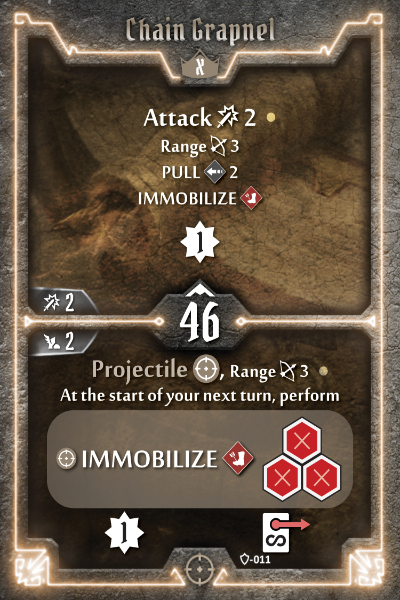 Chain Grapnel
X
Attack 2
Range 3
PULL 2
IMMOBILIZE
1
2
46
2
Projectile , Range 3
At the start of your next turn, perform
IMMOBILIZE
1
S
-011